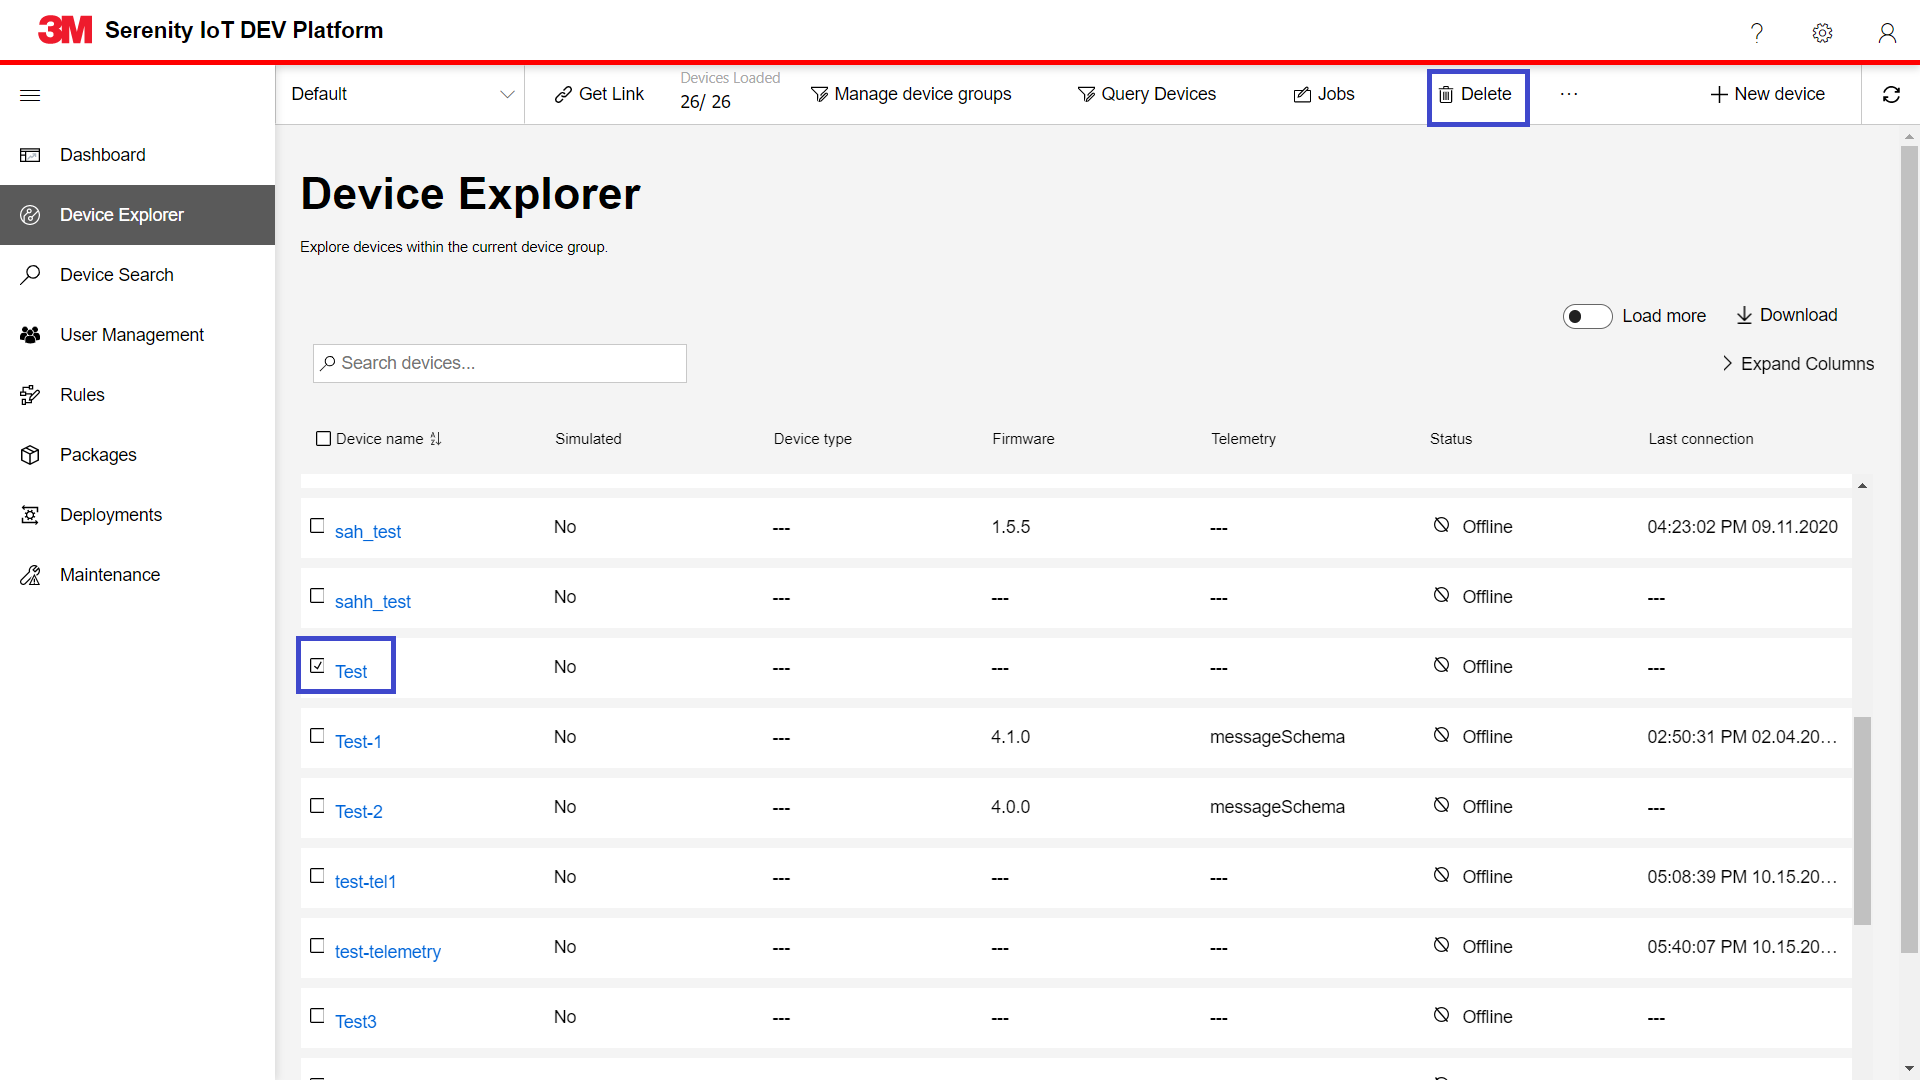 3M Serenity IoT DEV Platform
?
Default
Get Link
Devices Loaded
26/ 26
Manage device groups
Query Devices
Jobs
Delete
...
New device
Dashboard
Device Explorer
Device Search
User Management
Rules
Packages
Deployments
Maintenance
Device Explorer
Explore devices within the current device group.
Load more
Download
Search devices...
Expand Columns
Device name Simulated Device type Firmware Telemetry Status Last connection
sah_test No --- 1.5.5 --- Offline 04:23:02 PM 09.11.2020
sahh_test No --- --- --- Offline ---
Test No --- --- --- Offline ---
Test-1 No --- 4.1.0 messageSchema Offline 02:50:31 PM 02.04.20...
Test-2 No --- 4.0.0 messageSchema Offline ---
test-tel1 No --- --- --- Offline 05:08:39 PM 10.15.20...
test-telemetry No --- --- --- Offline 05:40:07 PM 10.15.20...
Test3 No --- --- --- Offline ---